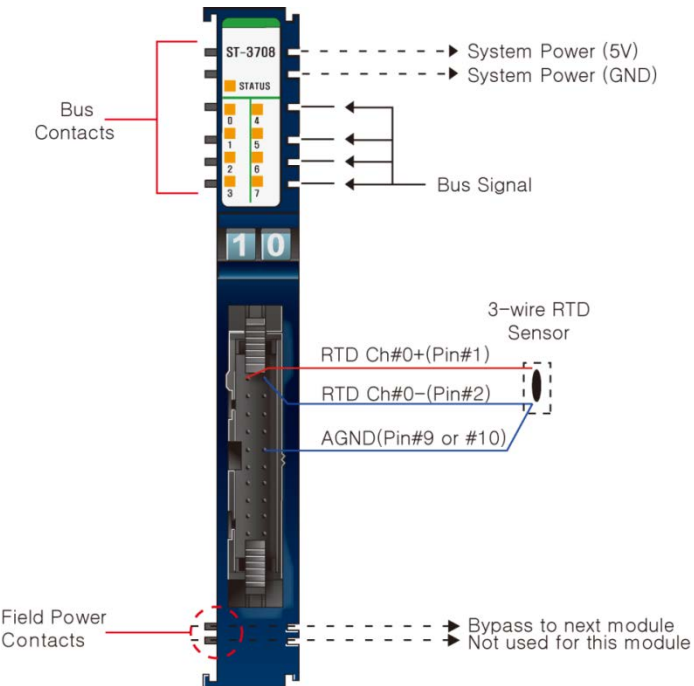 ST-3708
System Power (5V)
System Power (GND)
STATUS
Bus
Contacts
0 4
1 5
2 6
3 7
Bus Signal
10
3-wire RTD
Sensor
RTD Ch#0+(Pin#1)
RTD Ch#0-(Pin#2)
AGND(Pin#9 or #10)
Field Power
Contacts
Bypass to next module
Not used for this module